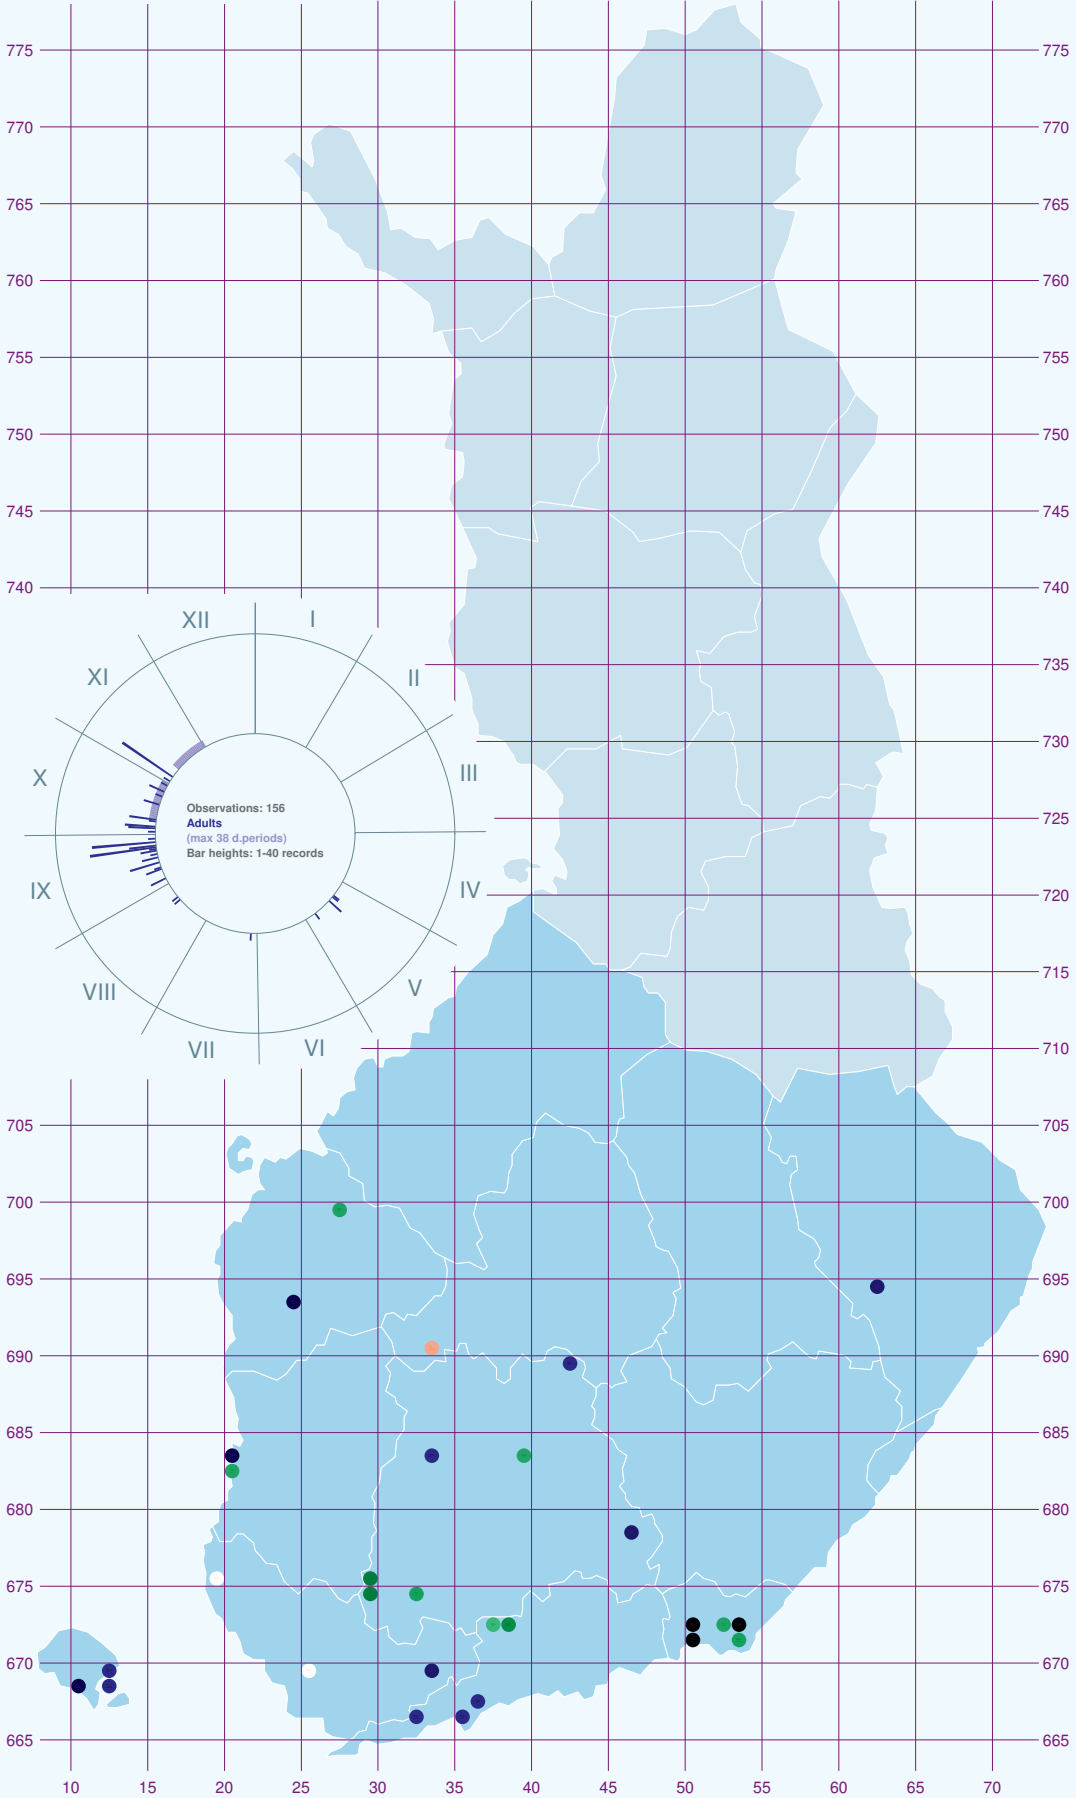 775 775
770 770
765 765
760 760
755 755
750 750
745 745
740 740
XII I
XI II
735 735
730 730
X III
Observations: 156
725 725
Adults
(max 38 d.periods)
Bar heights: 1-40 records
IX IV
720 720
715 715
VIII V
VII VI
710 710
705 705
700 700
695 695
690 690
685 685
680 680
675 675
670 670
665 665
10 15 20 25 30 35 40 45 50 55 60 65 70